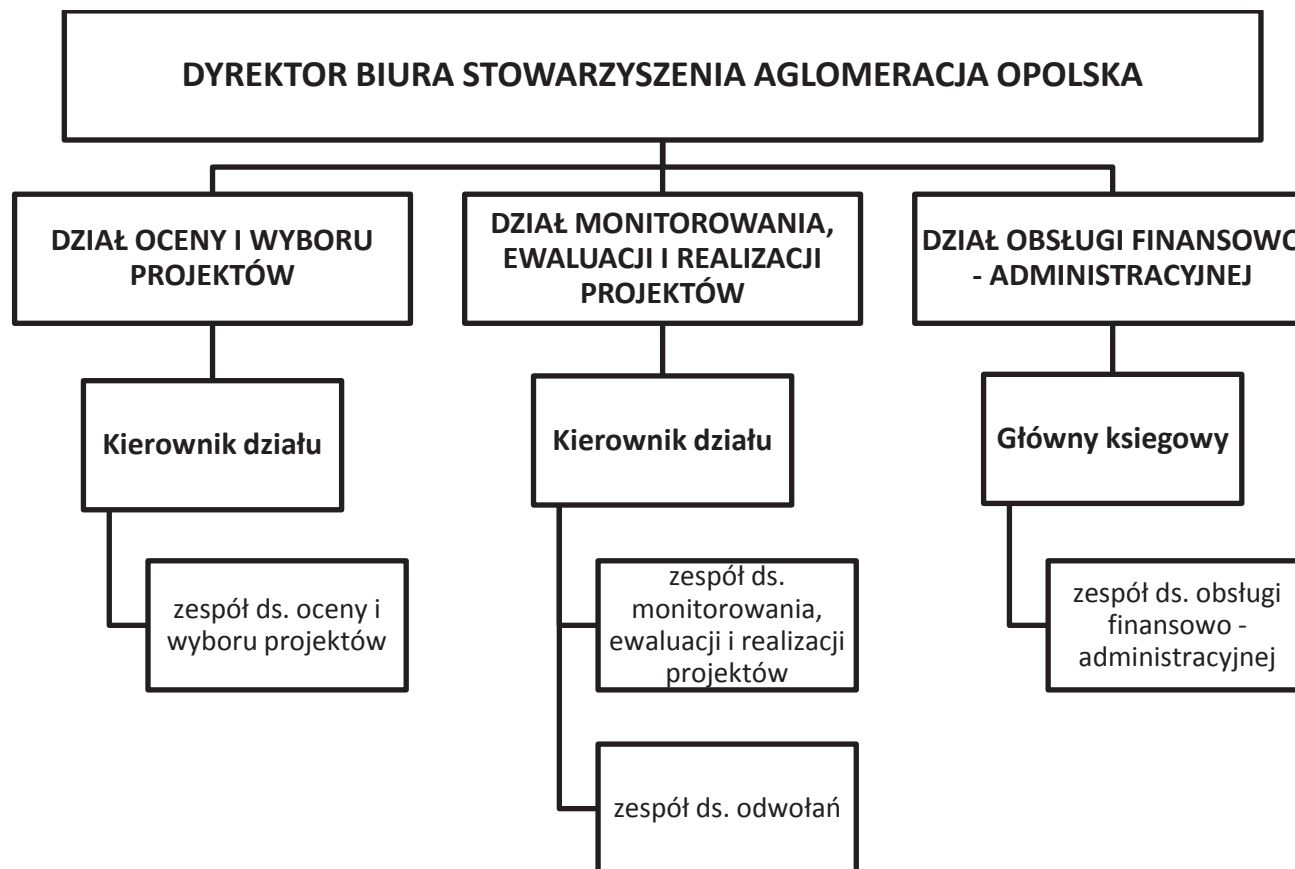 DYREKTOR BIURA STOWARZYSZENIA AGLOMERACJA OPOLSKA
DZIAŁ OCENY I WYBORU
PROJEKTÓW
DZIAŁ MONITOROWANIA,
EWALUACJI I REALIZACJI
PROJEKTÓW
DZIAŁ OBSŁUGI FINANSOWO
- ADMINISTRACYJNEJ
Kierownik działu
Kierownik działu
Główny ksiegowy
zespół ds. oceny i
wyboru projektów
zespół ds.
monitorowania,
ewaluacji i realizacji
projektów
zespół ds. obsługi
finansowo -
administracyjnej
zespół ds. odwołań